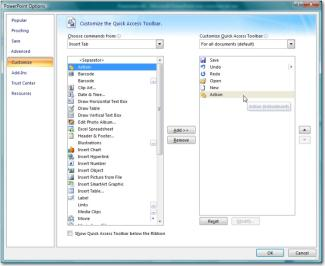 PowerPoint Options
Popular
Proofing
Save
Advanced
Customize
Add-Ins
Trust Center
Resources
Customize the Quick Access Toolbar.
Choose commands from:
Insert Tab
Customize Quick Access Toolbar:
For all documents (default)
<Separator>
Action
Barcode
Barcode
Clip Art...
Date & Time...
Draw Horizontal Text Box
Draw Table
Draw Vertical Text Box
Edit Photo Album...
Excel Spreadsheet
Header & Footer...
Illustrations
Insert Chart
Insert Hyperlink
Insert Number
Insert Object
Insert Picture from File
Insert SmartArt Graphic
Insert Table...
Label
Links
Media Clips
Movie
Add >>
Remove
Save
Undo
Redo
Open
New
Action
Reset
Modify...
Show Quick Access Toolbar below the Ribbon
OK
Cancel